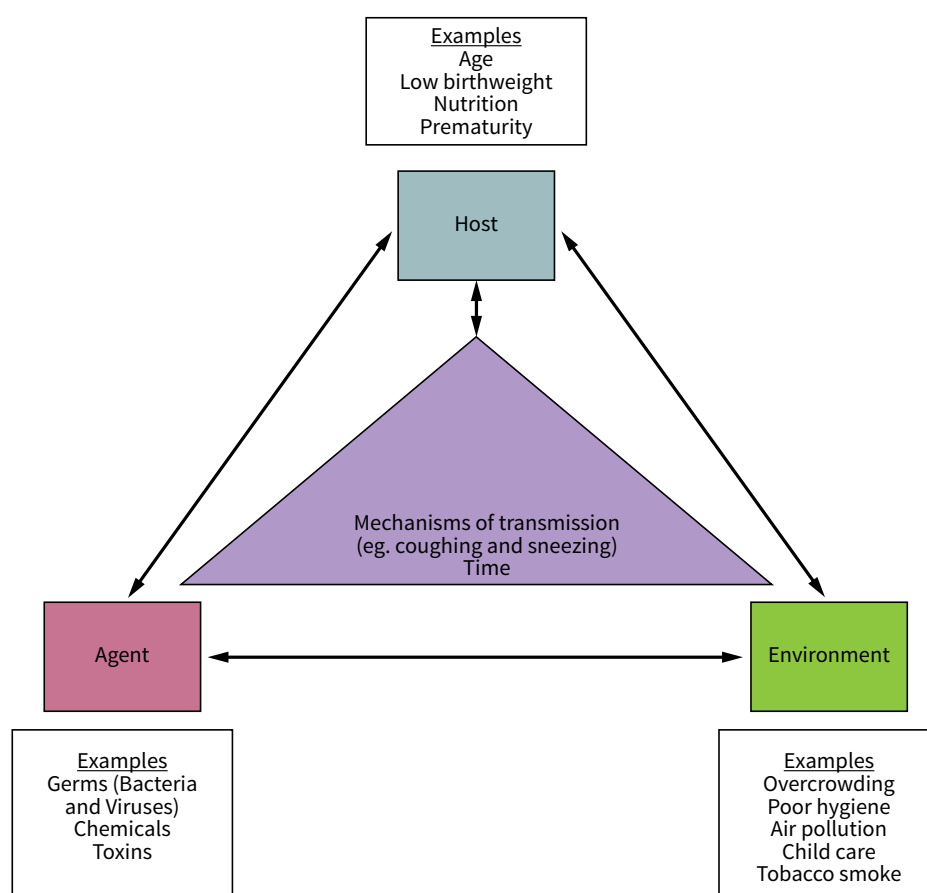 Examples
Age
Low birthweight
Nutrition
Prematurity
Host
Mechanisms of transmission
(eg. coughing and sneezing)
Time
Agent
Environment
Examples
Germs (Bacteria
and Viruses)
Chemicals
Toxins
Examples
Overcrowding
Poor hygiene
Air pollution
Child care
Tobacco smoke